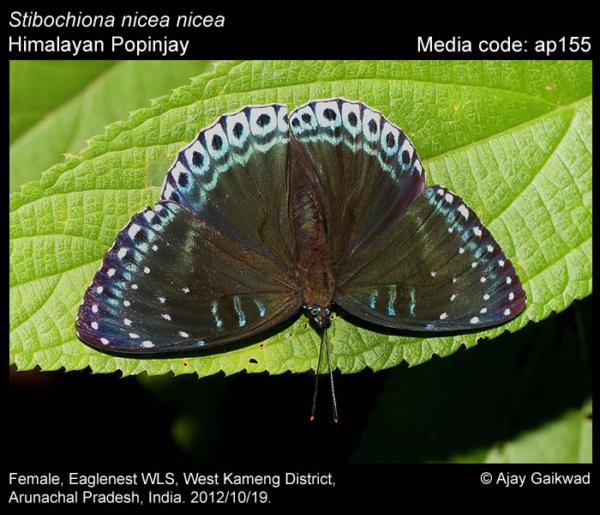 Stibochiona nicea nicea
Himalayan Popinjay
Media code: ap155
Female, Eaglenest WLS, West Kameng District,
Arunachal Pradesh, India. 2012/10/19.
© Ajay Gaikwad